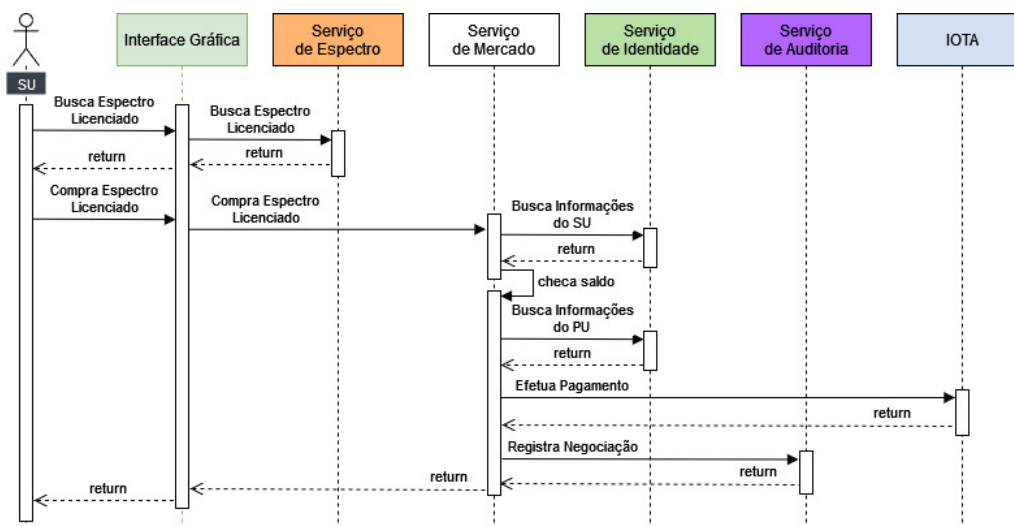 Interface Gráfica
Serviço
de Espectro
Serviço
de Mercado
Serviço
de Identidade
Serviço
de Auditoria
IOTA
SU
Busca Espectro
Licenciado
Busca Espectro
Licenciado
return
return
Compra Espectro
Licenciado
Compra Espectro
Licenciado
Busca Informações
do SU
return
checa saldo
Busca Informações
do PU
return
Efetua Pagamento
return
Registra Negociação
return
return
return